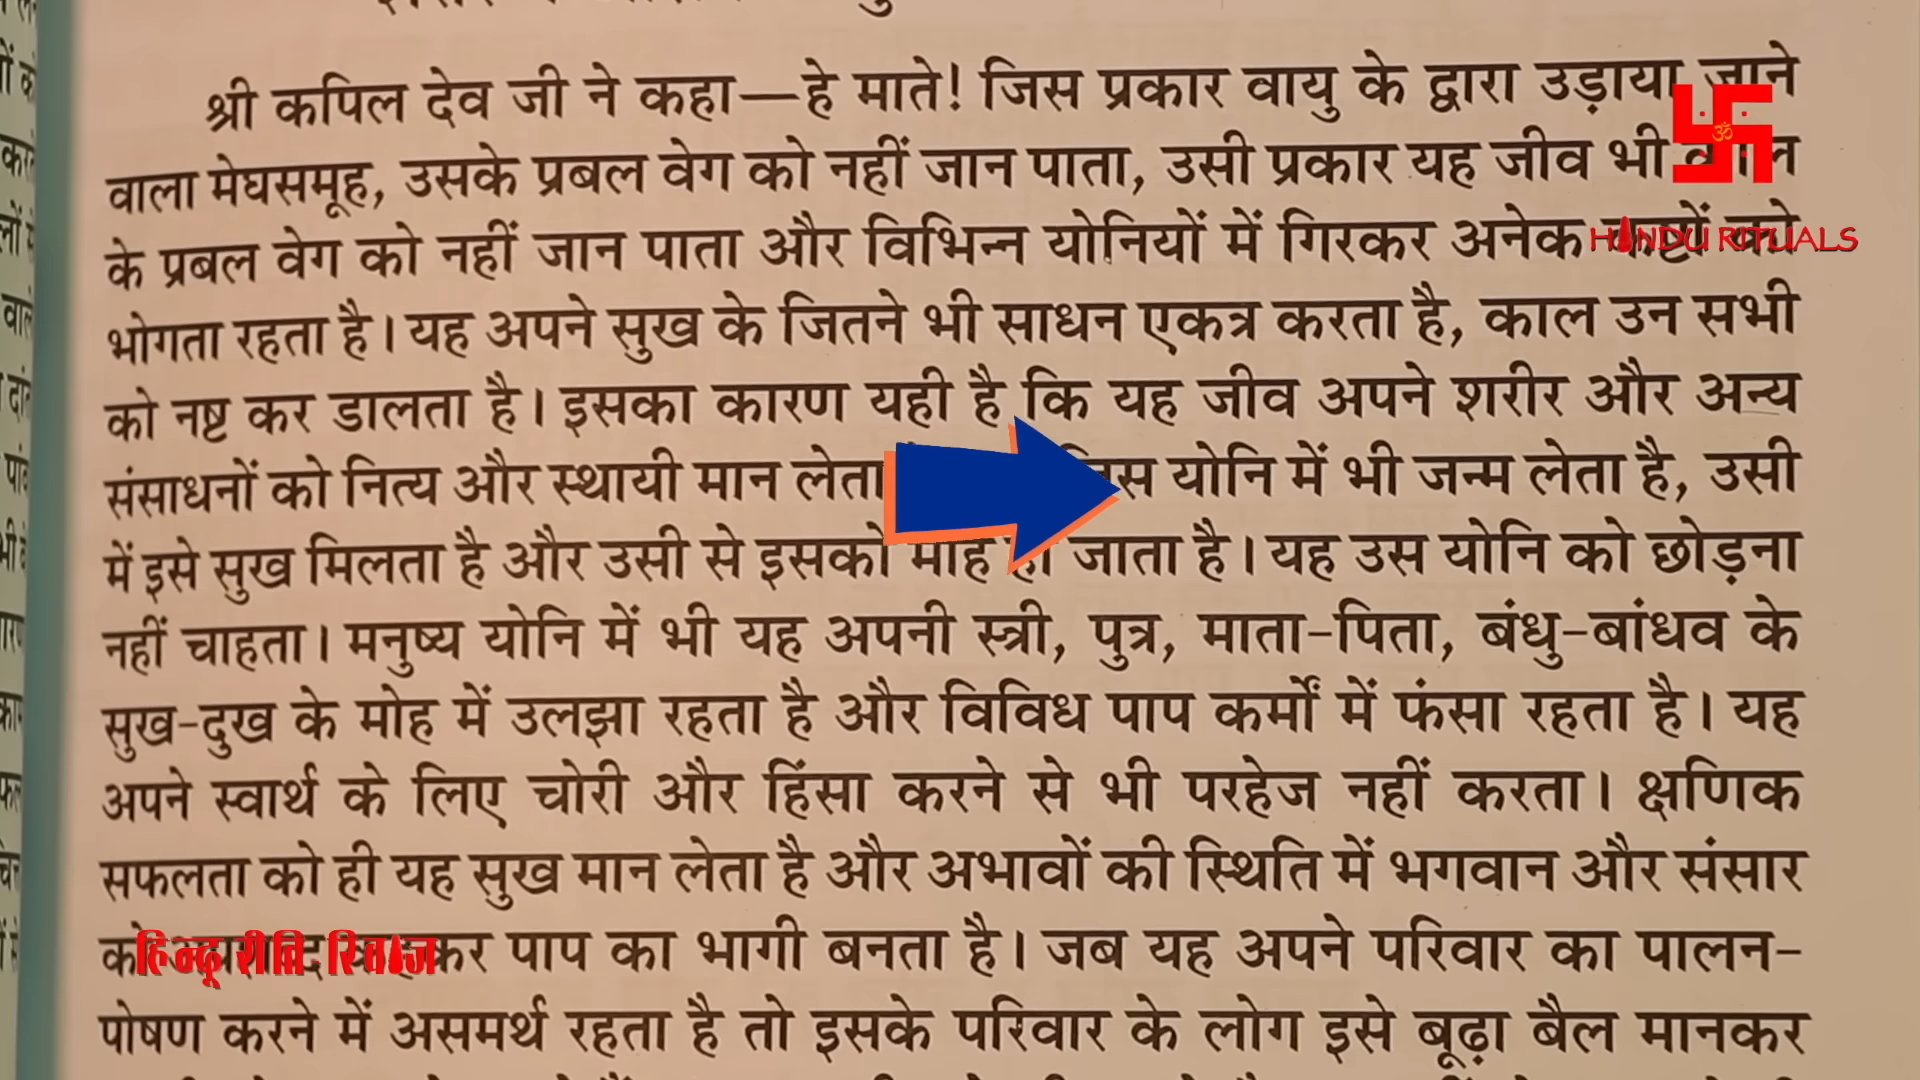 श्री कपिल देव जी ने कहा—हे माते! जिस प्रकार वायु के द्वारा उड़ाया जाने
वाला मेघसमूह, उसके प्रबल वेग को नहीं जान पाता, उसी प्रकार यह जीव भी
के प्रबल वेग को नहीं जान पाता और विभिन्न योनियों में गिरकर अनेक कष्टों को
HINDU RITUALS
भोगता रहता है। यह अपने सुख के जितने भी साधन एकत्र करता है, काल उन सभी
को नष्ट कर डालता है। इसका कारण यही है कि यह जीव अपने शरीर और अन्य
संसाधनों को नित्य और स्थायी मान लेता जिस योनि में भी जन्म लेता है, उसी
में इसे सुख मिलता है और उसी से इसको मोह हो जाता है। यह उस योनि को छोड़ना
नहीं चाहता। मनुष्य योनि में भी यह अपनी स्त्री, पुत्र, माता-पिता, बंधु-बांधव के
सुख-दुख के मोह में उलझा रहता है और विविध पाप कर्मों में फंसा रहता है। यह
अपने स्वार्थ के लिए चोरी और हिंसा करने से भी परहेज नहीं करता। क्षणिक
सफलता को ही यह सुख मान लेता है और अभावों की स्थिति में भगवान और संसार
को कर पाप का भागी बनता है। जब यह अपने परिवार का पालन-
हिन्दू रीति-रिवाज
पोषण करने में असमर्थ रहता है तो इसके परिवार के लोग इसे बूढ़ा बैल मानकर
ॐ